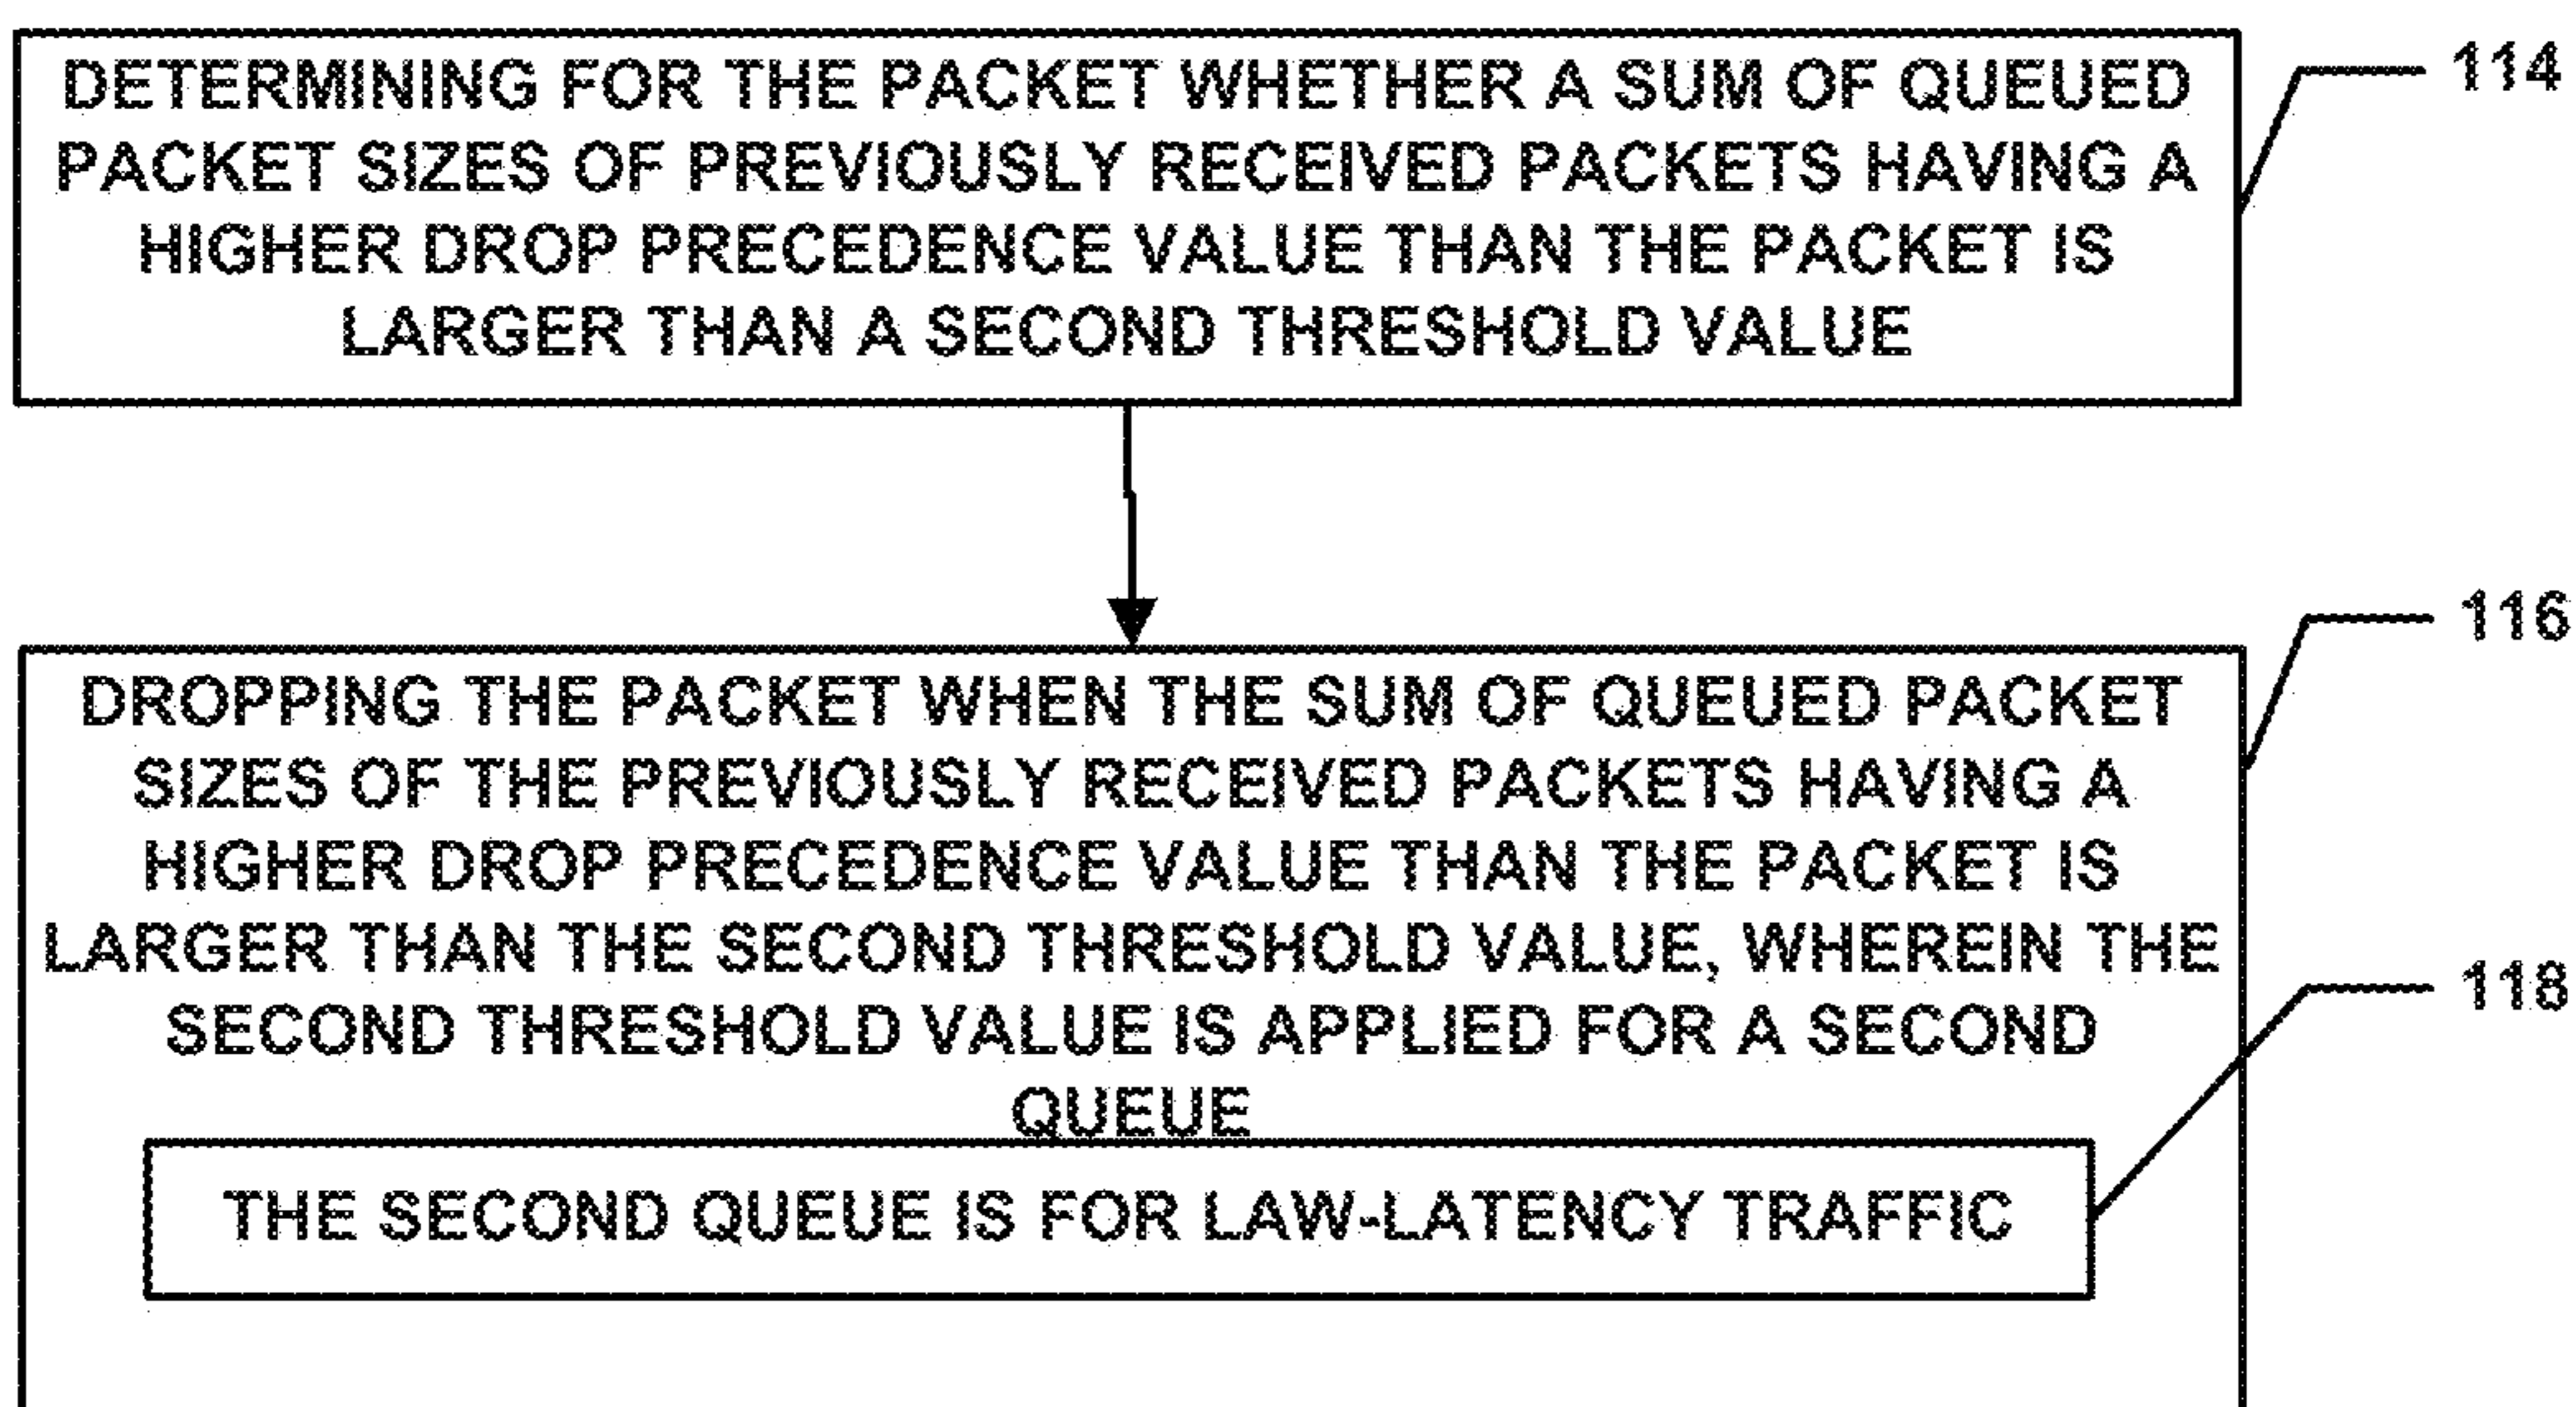 DETERMINING FOR THE PACKET WHETHER A SUM OF QUEUED
PACKET SIZES OF PREVIOUSLY RECEIVED PACKETS HAVING A
HIGHER DROP PRECEDENCE VALUE THAN THE PACKET IS
LARGER THAN A SECOND THRESHOLD VALUE
114
DROPPING THE PACKET WHEN THE SUM OF QUEUED PACKET
SIZES OF THE PREVIOUSLY RECEIVED PACKETS HAVING A
HIGHER DROP PRECEDENCE VALUE THAN THE PACKET IS
LARGER THAN THE SECOND THRESHOLD VALUE, WHEREIN THE
SECOND THRESHOLD VALUE IS APPLIED FOR A SECOND
QUEUE
116
THE SECOND QUEUE IS FOR LAW-LATENCY TRAFFIC
118